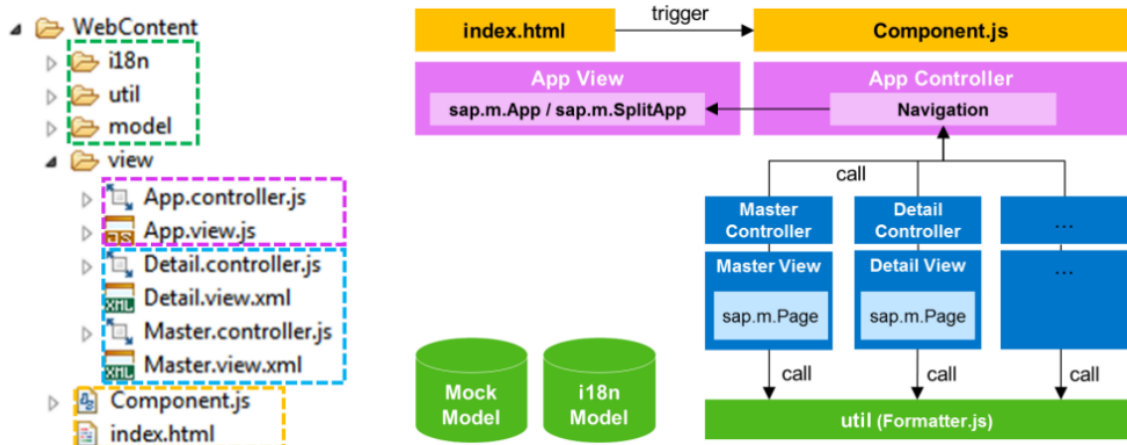 WebContent
i18n
util
model
view
App.controller.js
App.view.js
Detail.controller.js
Detail.view.xml
Master.controller.js
Master.view.xml
Component.js
index.html
index.html
trigger
Component.js
App View
sap.m.App / sap.m.SplitApp
App Controller
Navigation
call
Master
Controller
Detail
Controller
...
Master View
sap.m.Page
Detail View
sap.m.Page
...
call
call
call
Mock
Model
i18n
Model
util (Formatter.js)